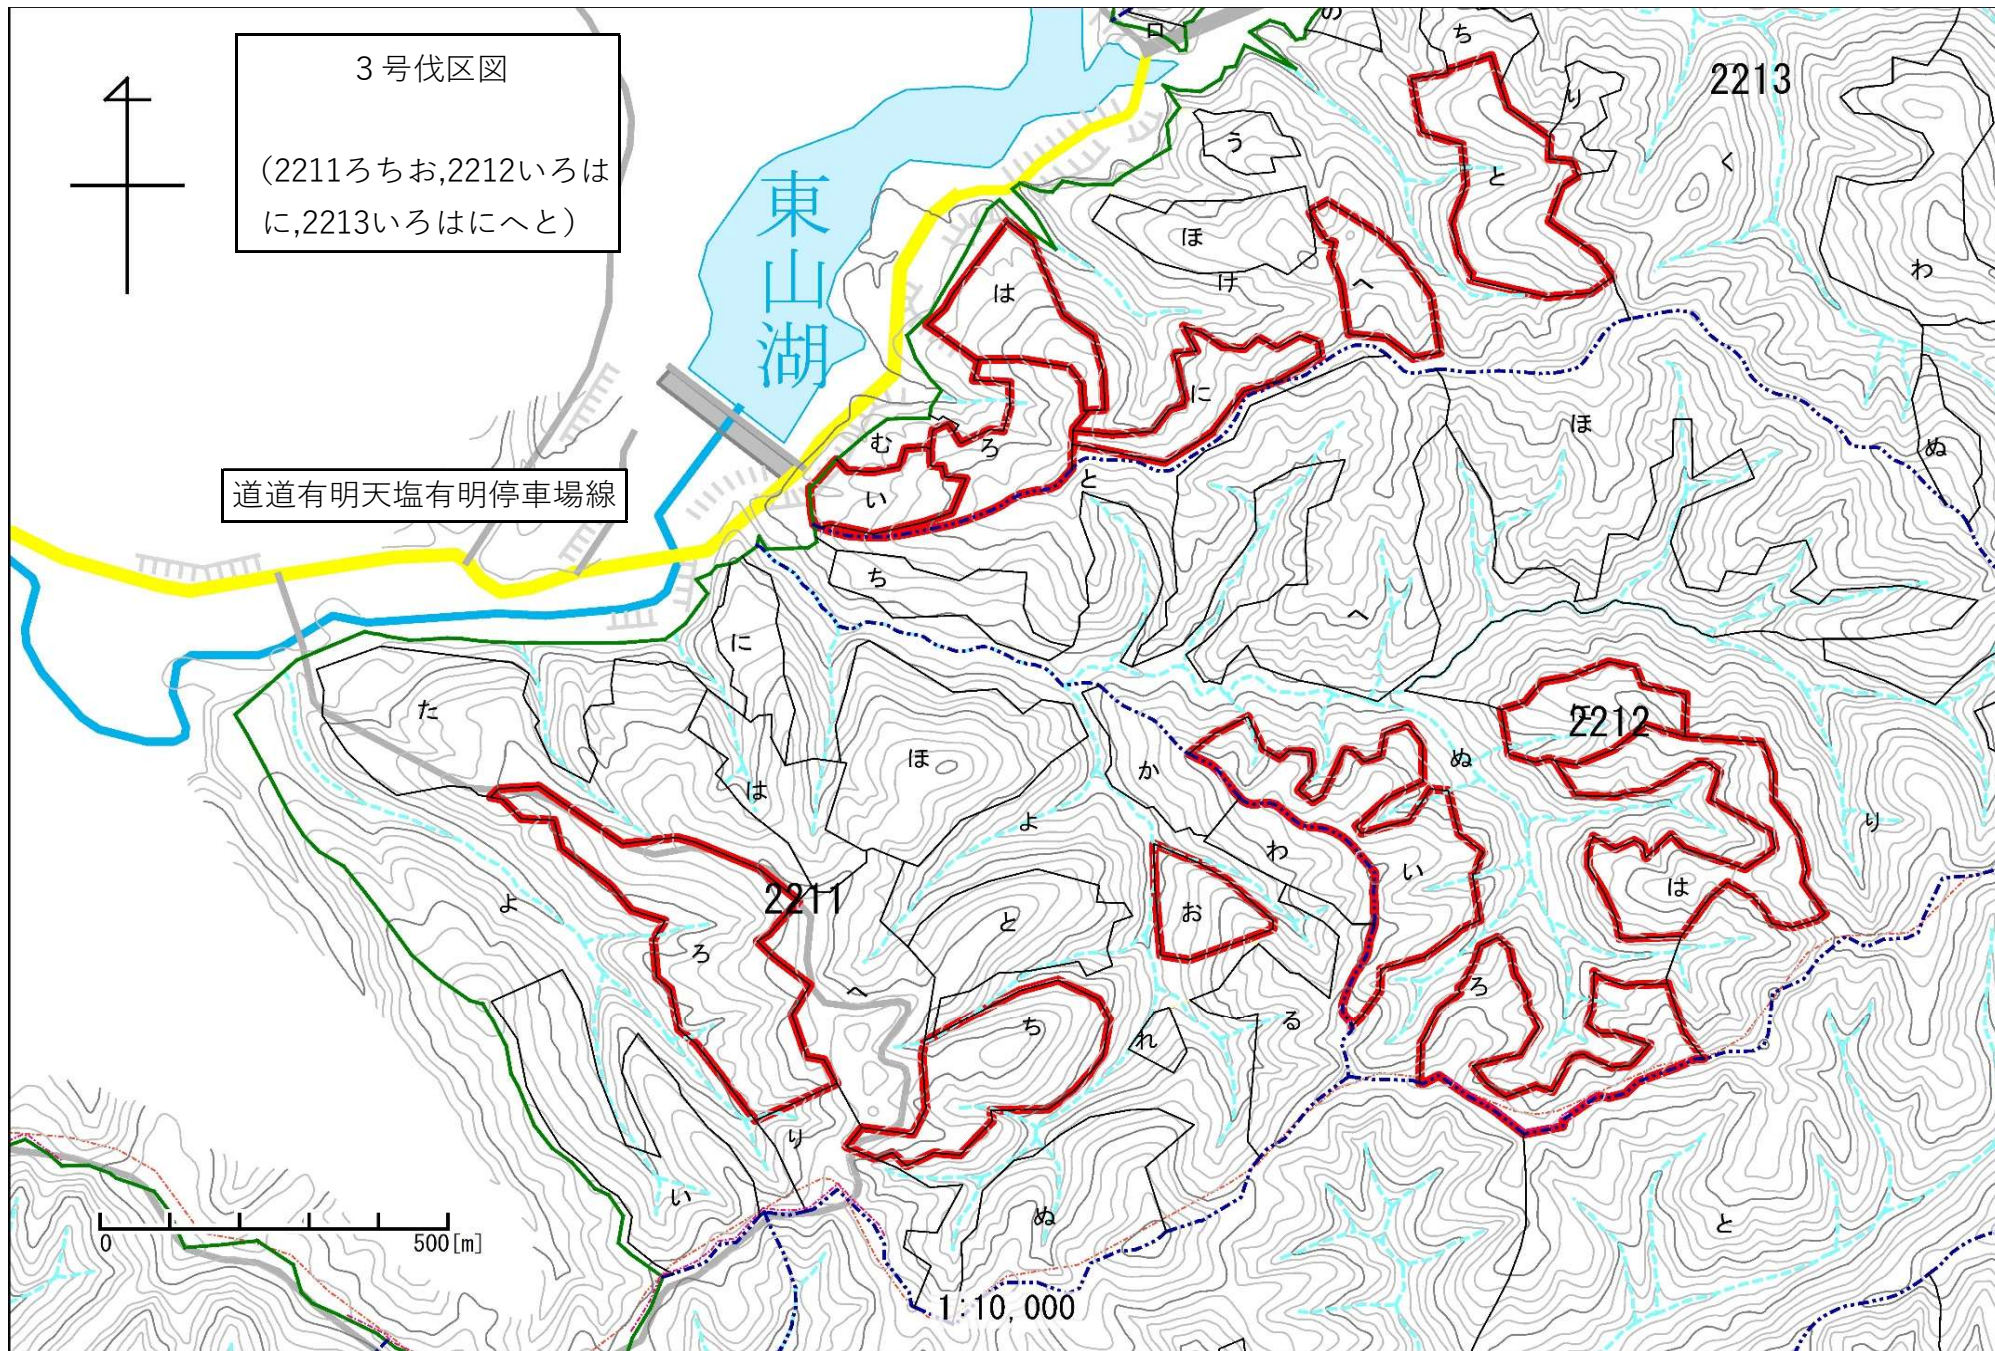 3号伐区図
(2211ろちお,2212いろは
に,2213いろはにへと)
ロ
の
ち
2213
り
う
と
く
東山湖
ほ
は
け
へ
わ
に
ほ
む
ろ
ぬ
道道有明天塩有明停車場線
い
と
ち
へ
に
た
2212
ほ
か
ぬ
は
よ
わ
り
い
は
2211
よ
と
お
ろ
へ
ろ
ち
る
れ
り
い
ぬ
と
0
500[m]
1:10,000